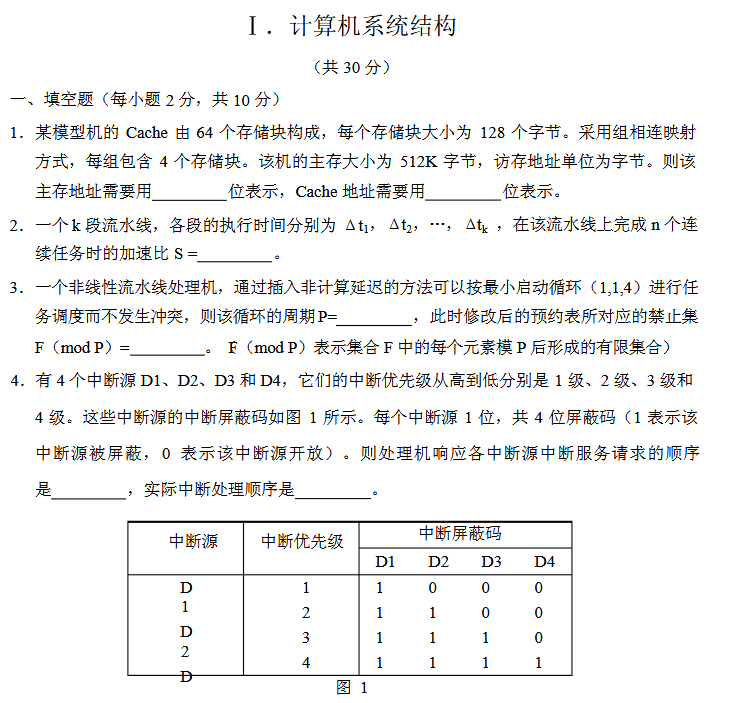 Ⅰ. 计算机系统结构
（共 30 分）
一、填空题（每小题 2 分，共 10 分）
1. 某模型机的 Cache 由 64 个存储块构成，每个存储块大小为 128 个字节。采用组相连映射
方式，每组包含 4 个存储块。该机的主存大小为 512K 字节，访存地址单位为字节。则该
主存地址需要用_________位表示，Cache 地址需要用_________位表示。
2. 一个 k 段流水线，各段的执行时间分别为 Δt1，Δt2，…，Δtk ，在该流水线上完成 n 个连
续任务时的加速比 S =_________。
3. 一个非线性流水线处理机，通过插入非计算延迟的方法可以按最小启动循环（1,1,4）进行任
务调度而不发生冲突，则该循环的周期 P=_________，此时修改后的预约表所对应的禁止集
F（mod P）=_________。 F（mod P）表示集合 F 中的每个元素模 P 后形成的有限集合）
4. 有 4 个中断源 D1、D2、D3 和 D4，它们的中断优先级从高到低分别是 1 级、2 级、3 级和
4 级。这些中断源的中断屏蔽码如图 1 所示。每个中断源 1 位，共 4 位屏蔽码（1 表示该
中断源被屏蔽，0 表示该中断源开放）。则处理机响应各中断源中断服务请求的顺序
是_________，实际中断处理顺序是_________。
中断源 中断优先级 中断屏蔽码
D1 D2 D3 D4
D 1 1 0 0 0
1
2 1 1 0 0
D
3 1 1 1 0
2
4 1 1 1 1
D
图 1